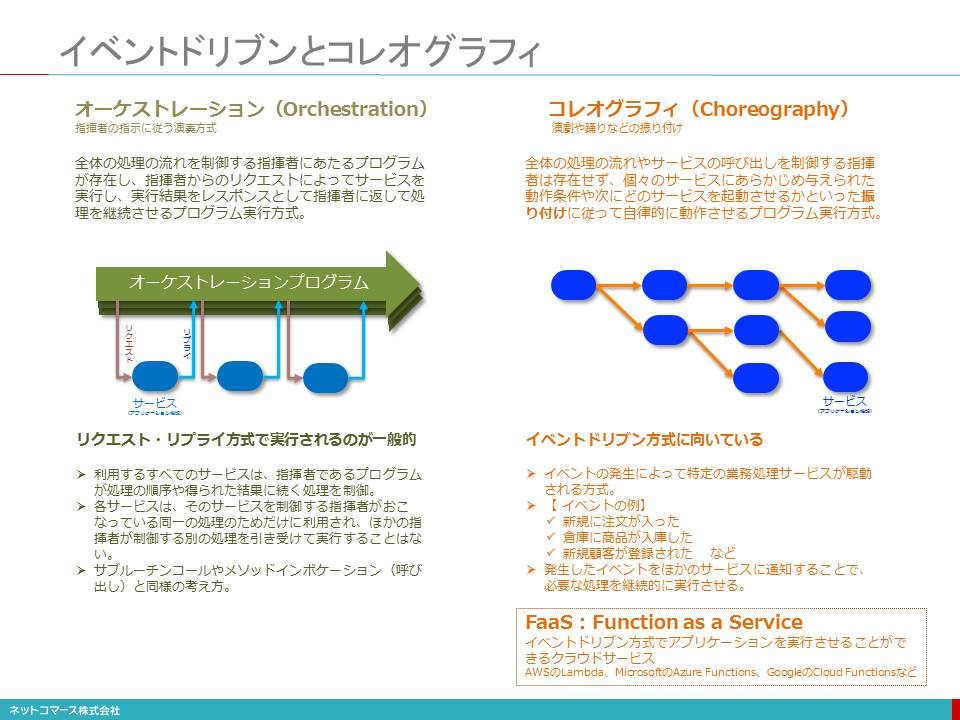 イベントドリブンとコレオグラフィ
オーケストレーション（Orchestration）
指揮者の指示に従う演奏方式
全体の処理の流れを制御する指揮者にあたるプログラム
が存在し、指揮者からのリクエストによってサービスを
実行し、実行結果をレスポンスとして指揮者に返して処
理を継続させるプログラム実行方式。
オーケストレーションプログラム
リクエスト
リプライ
サービス
（アプリケーション機能）
リクエスト・リプライ方式で実行されるのが一般的
➢ 利用するすべてのサービスは、指揮者であるプログラム
が処理の順序や得られた結果に続く処理を制御。
➢ 各サービスは、そのサービスを制御する指揮者がおこ
なっている同一の処理のためだけに利用され、ほかの指
揮者が制御する別の処理を引き受けて実行することはな
い。
➢ サブルーチンコールやメソッドインボケーション（呼び
出し）と同様の考え方。
コレオグラフィ（Choreography）
演劇や踊りなどの振り付け
全体の処理の流れやサービスの呼び出しを制御する指揮
者は存在せず、個々のサービスにあらかじめ与えられた
動作条件や次にどのサービスを起動させるかといった振
り付けに従って自律的に動作させるプログラム実行方式。
サービス
（アプリケーション機能）
イベントドリブン方式に向いている
➢ イベントの発生によって特定の業務処理サービスが駆動
される方式。
➢ 【 イベントの例】
✓ 新規に注文が入った
✓ 倉庫に商品が入庫した
✓ 新規顧客が登録された　など
➢ 発生したイベントをほかのサービスに通知することで、
必要な処理を継続的に実行させる。
FaaS：Function as a Service
イベントドリブン方式でアプリケーションを実行させることがで
きるクラウドサービス
AWSのLambda、MicrosoftのAzure Functions、GoogleのCloud Functionsなど
ネットコマース株式会社